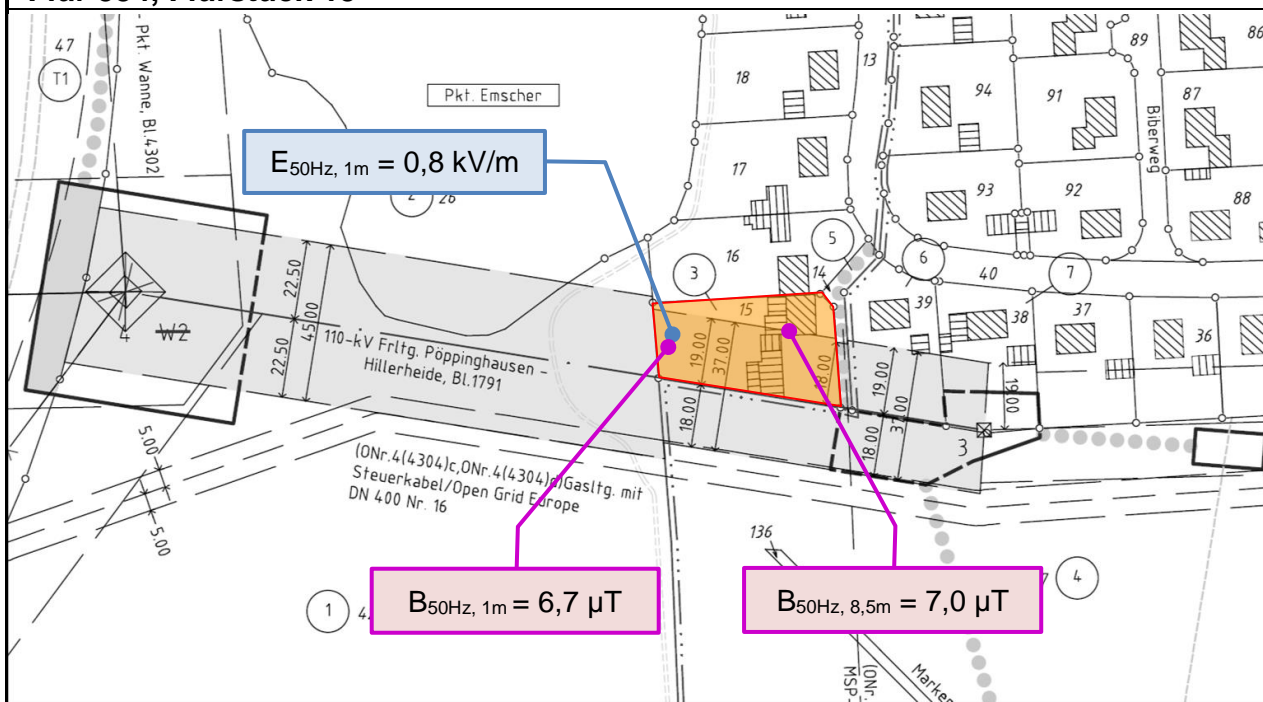 47
T1
Pkt. Wanne, Bl.4302
Pkt. Emscher
18
13
17
94
91
89
86
87
Biberweg
93
92
88
E50Hz, 1m = 0,8 kV/m
2
26
16
3
5
6
7
14
15
40
39
38
37
36
22.50
45.00
22.50
W2
4
110-kV Frltg. Pöppinghausen -
Hillerheide, Bl.1791
19.00
37.00
18.00
18.00
19.00
37.00
18.00
19.00
3
(ONr.4(4304)c,ONr.4(4304)d)Gasltg. mit
Steuerkabel/Open Grid Europe
DN 400 Nr. 16
5.00
5.00
136
B50Hz, 1m = 6,7 µT
B50Hz, 8,5m = 7,0 µT
1
4
(ONr.
MSP-